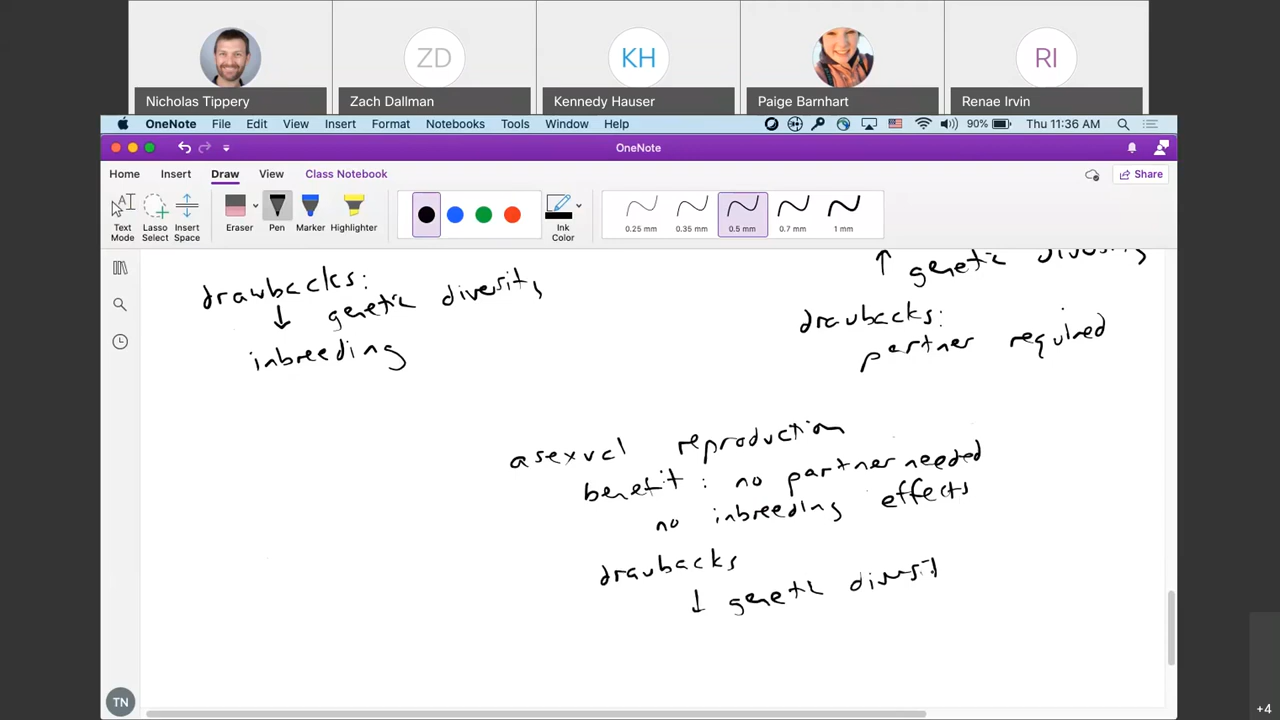 ZD
KH
RI
Nicholas Tippery
Zach Dallman
Kennedy Hauser
Paige Barnhart
Renae Irvin
OneNote File Edit View Insert Format Notebooks Tools Window Help 90% Thu 11:36 AM
OneNote
Home Insert Draw View Class Notebook Share
Text Mode
Lasso Select
Insert Space
Eraser
Pen
Marker
Highlighter
Ink Color
0.25 mm
0.35 mm
0.5 mm
0.7 mm
1 mm
drawbacks:
↓ genetic diversity
inbreeding
↑ genetic diversity
drawbacks:
partner required
asexual reproduction
benefit: no partner needed
no inbreeding effects
drawbacks
↓ genetic diversit
TN
+4